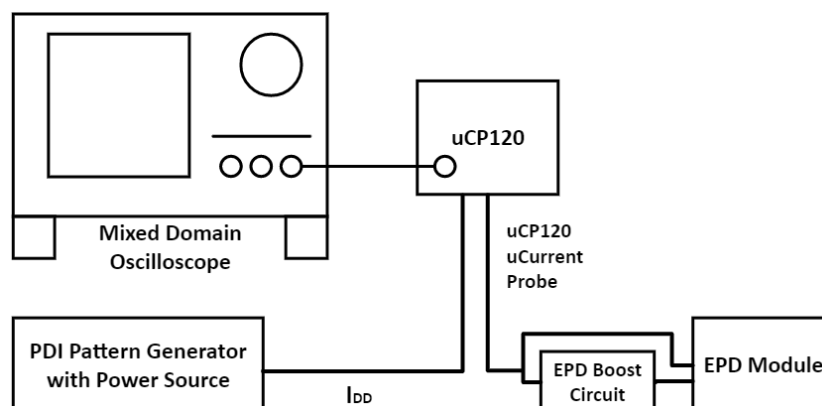 uCP120
Mixed Domain
Oscilloscope
uCP120
uCurrent
Probe
PDI Pattern Generator
with Power Source
IDD
EPD Boost
Circuit
EPD Module